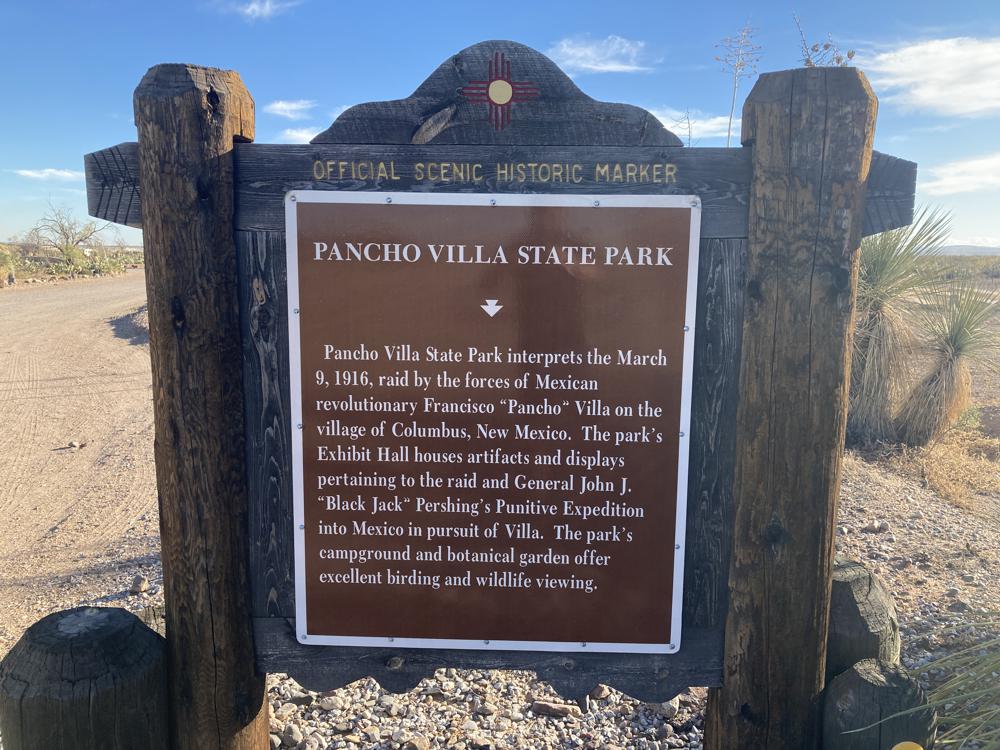 OFFICIAL SCENIC HISTORIC MARKER
PANCHO VILLA STATE PARK
Pancho Villa State Park interprets the March
9, 1916, raid by the forces of Mexican
revolutionary Francisco “Pancho” Villa on the
village of Columbus, New Mexico. The park’s
Exhibit Hall houses artifacts and displays
pertaining to the raid and General John J.
“Black Jack” Pershing’s Punitive Expedition
into Mexico in pursuit of Villa. The park’s
campground and botanical garden offer
excellent birding and wildlife viewing.